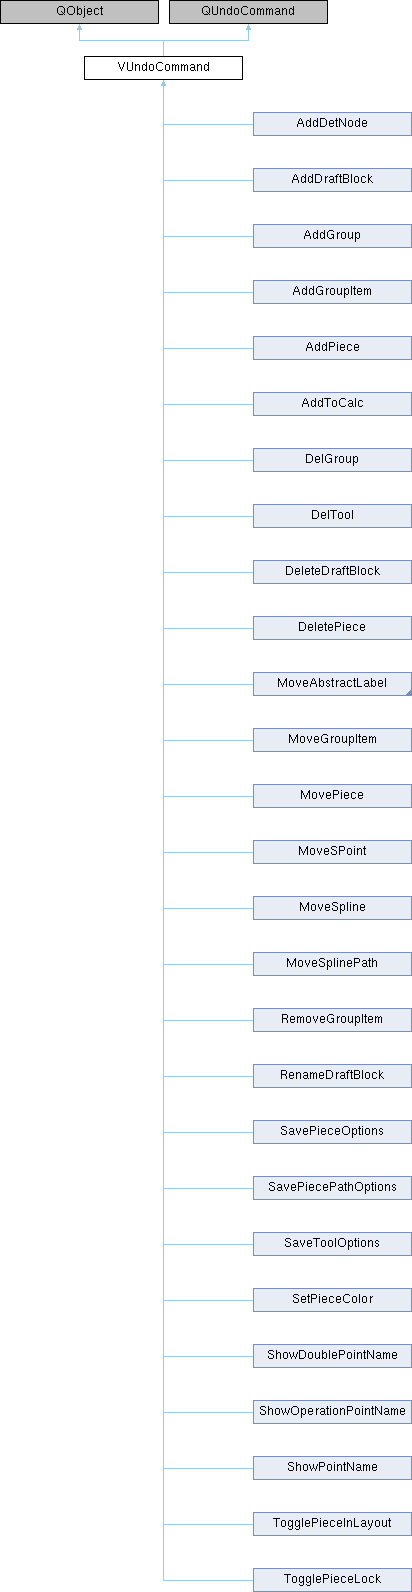 QObject
QUndoCommand
VUndoCommand
AddDetNode
AddDraftBlock
AddGroup
AddGroupItem
AddPiece
AddToCalc
DelGroup
DelTool
DeleteDraftBlock
DeletePiece
MoveAbstractLabel
MoveGroupItem
MovePiece
MoveSPoint
MoveSpline
MoveSplinePath
RemoveGroupItem
RenameDraftBlock
SavePieceOptions
SavePiecePathOptions
SaveToolOptions
SetPieceColor
ShowDoublePointName
ShowOperationPointName
ShowPointName
TogglePieceInLayout
TogglePieceLock